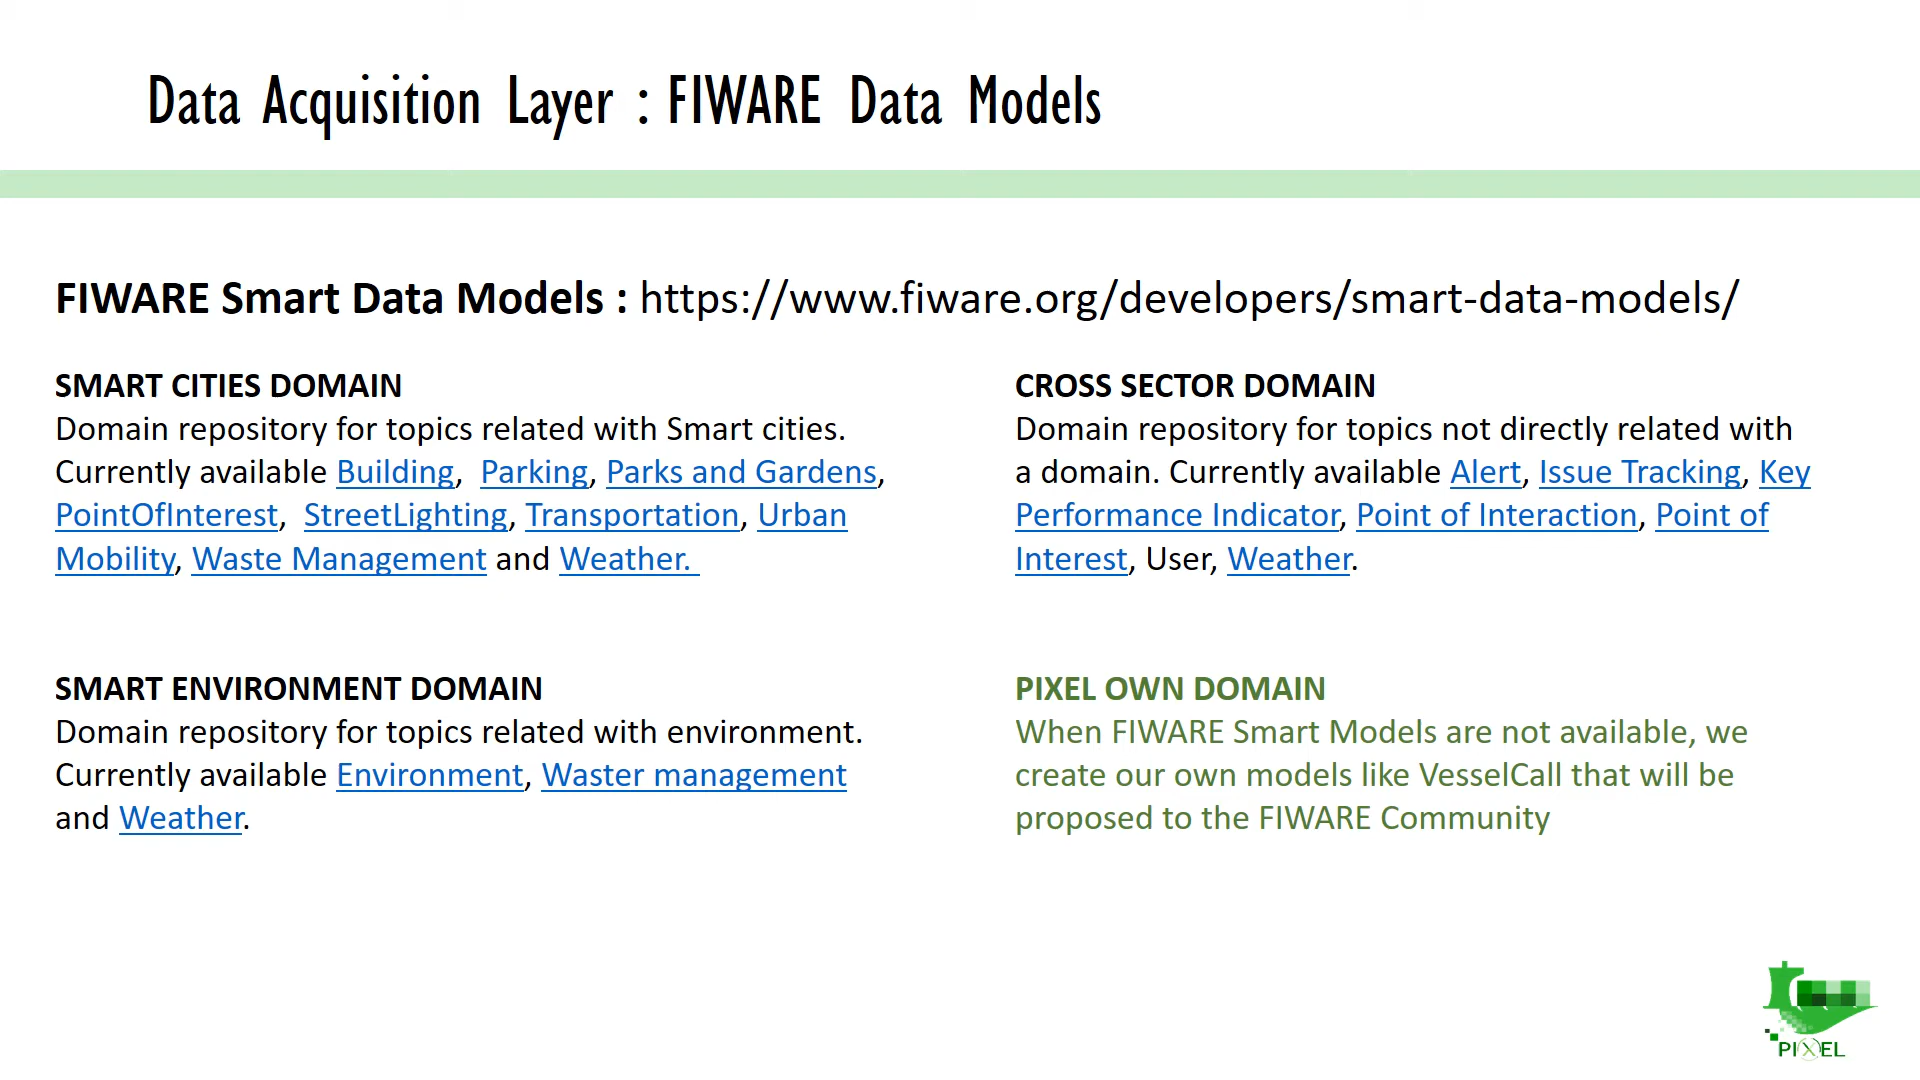 Data Acquisition Layer : FIWARE Data Models
FIWARE Smart Data Models : https://www.fiware.org/developers/smart-data-models/
SMART CITIES DOMAIN
Domain repository for topics related with Smart cities.
Currently available Building, Parking, Parks and Gardens,
PointOfInterest, StreetLighting, Transportation, Urban
Mobility, Waste Management and Weather.
CROSS SECTOR DOMAIN
Domain repository for topics not directly related with
a domain. Currently available Alert, Issue Tracking, Key
Performance Indicator, Point of Interaction, Point of
Interest, User, Weather.
SMART ENVIRONMENT DOMAIN
Domain repository for topics related with environment.
Currently available Environment, Waster management
and Weather.
PIXEL OWN DOMAIN
When FIWARE Smart Models are not available, we
create our own models like VesselCall that will be
proposed to the FIWARE Community
PIXEL